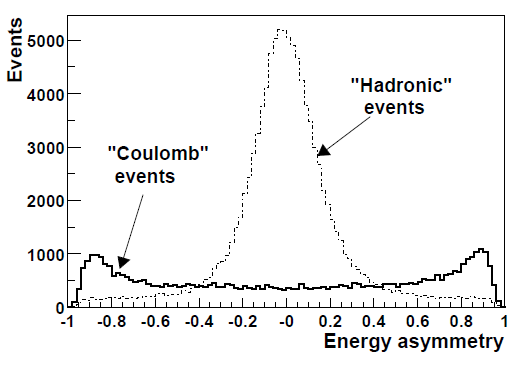 Events
5000
4000
3000
2000
1000
0
"Hadronic"
events
"Coulomb"
events
-1 -0.8 -0.6 -0.4 -0.2 -0 0.2 0.4 0.6 0.8 1
Energy asymmetry